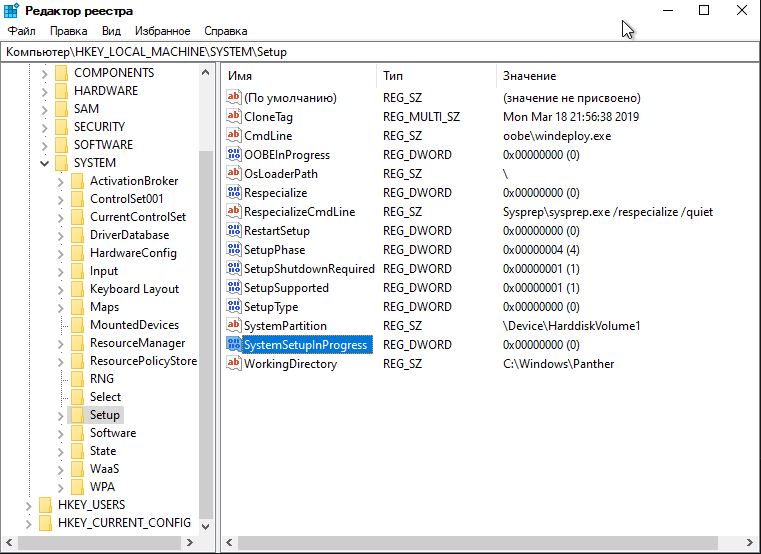 Редактор реестра
Файл Правка Вид Избранное Справка
Компьютер\HKEY_LOCAL_MACHINE\SYSTEM\Setup
COMPONENTS
HARDWARE
SAM
SECURITY
SOFTWARE
SYSTEM
ActivationBroker
ControlSet001
CurrentControlSet
DriverDatabase
HardwareConfig
Input
Keyboard Layout
Maps
MountedDevices
ResourceManager
ResourcePolicyStore
RNG
Select
Setup
Software
State
WaaS
WPA
HKEY_USERS
HKEY_CURRENT_CONFIG
Имя Тип Значение
(По умолчанию) REG_SZ (значение не присвоено)
CloneTag REG_MULTI_SZ Mon Mar 18 21:56:38 2019
CmdLine REG_SZ oobe\windeploy.exe
OOBEInProgress REG_DWORD 0x00000000 (0)
OsLoaderPath REG_SZ \
Respecialize REG_DWORD 0x00000000 (0)
RespecializeCmdLine REG_SZ Sysprep\sysprep.exe /respecialize /quiet
RestartSetup REG_DWORD 0x00000000 (0)
SetupPhase REG_DWORD 0x00000004 (4)
SetupShutdownRequired REG_DWORD 0x00000001 (1)
SetupSupported REG_DWORD 0x00000001 (1)
SetupType REG_DWORD 0x00000000 (0)
SystemPartition REG_SZ \Device\HarddiskVolume1
SystemSetupInProgress REG_DWORD 0x00000000 (0)
WorkingDirectory REG_SZ C:\Windows\Panther